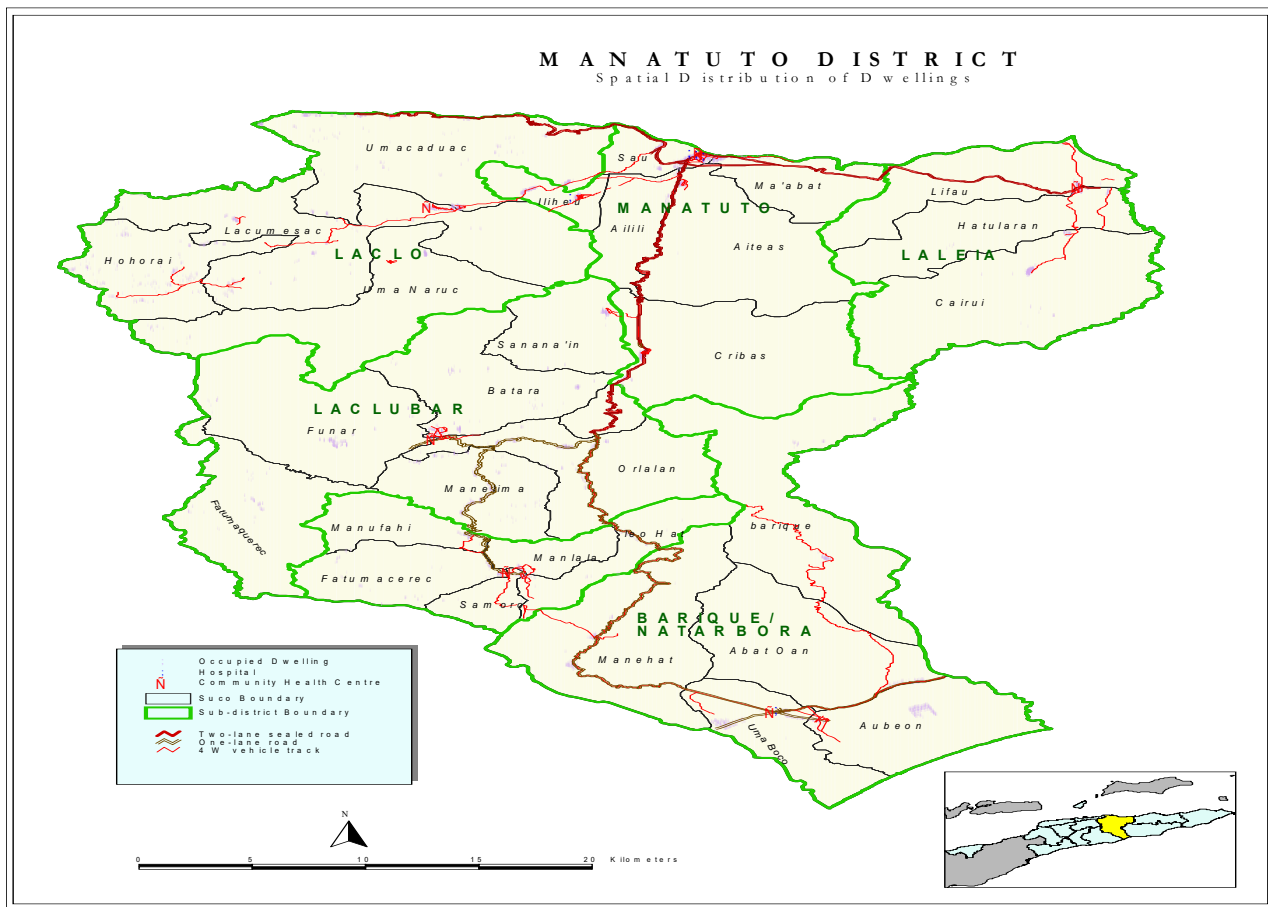 MANATUTO DISTRICT
Spatial Distribution of Dwellings
Umacaduac
Sau
Ma'abat
Lifau
Iliheu
MANATUTO
Hatularan
Lacumesac
Ailili
Aiteas
LALEIA
Hohorai
LACLO
Uma Naruc
Cairui
Sanana'in
Cribas
Batara
LACLUBAR
Funar
Orlalan
Manelima
Fatumaquerec
Manufahi
barique
Manlala
Fatumacerec
Samoro
BARIQUE/
NATARBORA
Manehat
Abat Oan
Aubeon
Uma Boco
Occupied Dwelling
Hospital
N Community Health Centre
Suco Boundary
Sub-district Boundary
Two-lane sealed road
One-lane road
4W vehicle track
N
0 5 10 15 20 Kilometers
N
N
N
N